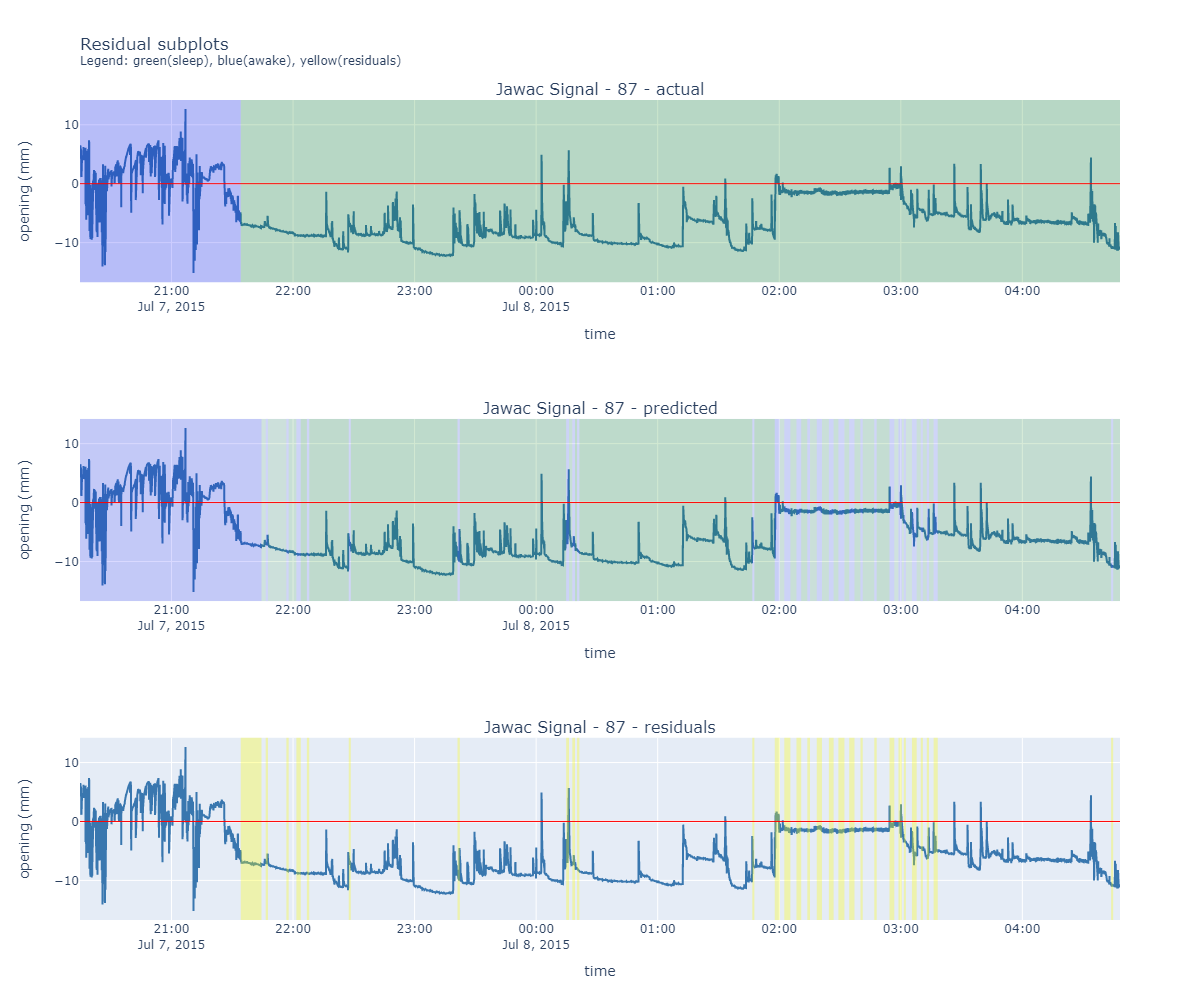 Residual subplots
Legend: green(sleep), blue(awake), yellow(residuals)
Jawac Signal - 87 - actual
opening (mm)
10
0
−10
21:00 22:00 23:00 00:00 01:00 02:00 03:00 04:00
Jul 7, 2015 Jul 8, 2015
time
Jawac Signal - 87 - predicted
opening (mm)
10
0
−10
21:00 22:00 23:00 00:00 01:00 02:00 03:00 04:00
Jul 7, 2015 Jul 8, 2015
time
Jawac Signal - 87 - residuals
opening (mm)
10
0
−10
21:00 22:00 23:00 00:00 01:00 02:00 03:00 04:00
Jul 7, 2015 Jul 8, 2015
time